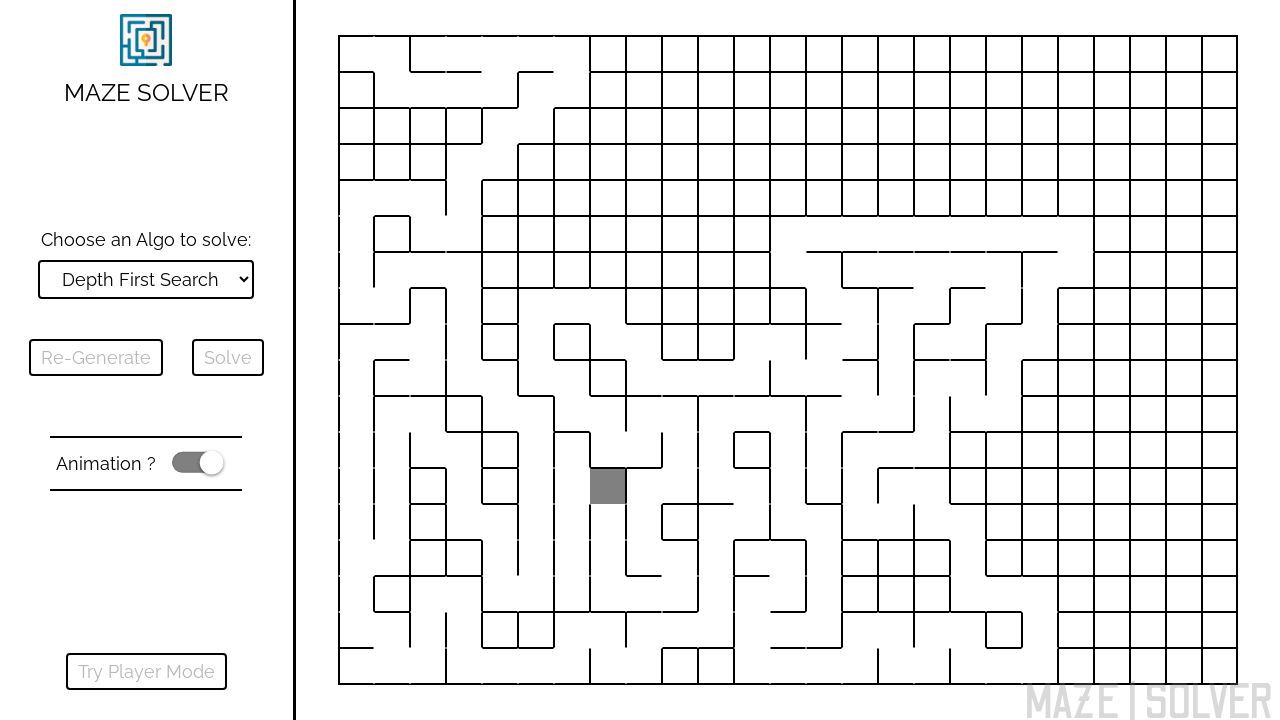 MAZE SOLVER
Choose an Algo to solve:
Depth First Search
Re-Generate
Solve
Animation ?
Try Player Mode
MAZE | SOLVER